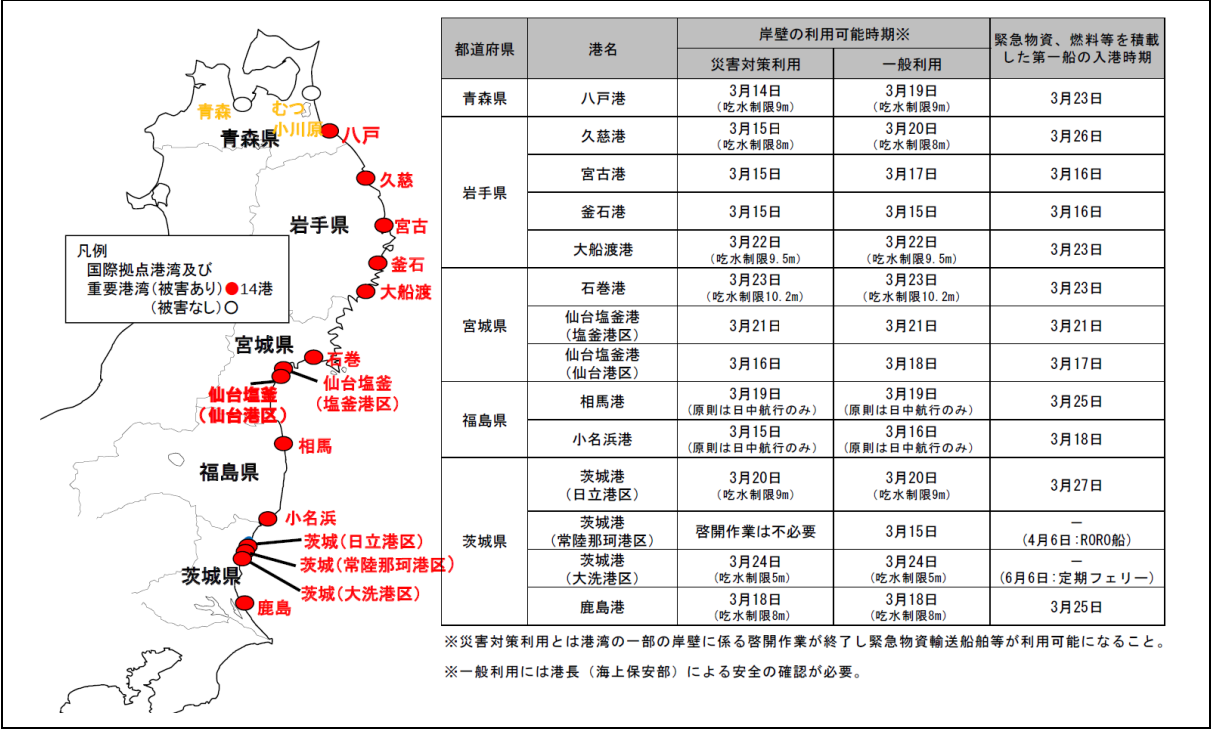 青森
むつ
小川原
青森県
八戸
久慈
岩手県
宮古
釜石
大船渡
凡例
国際拠点港湾及び
重要港湾(被害あり)●14港
(被害なし)○
宮城県
石巻
仙台塩釜
(塩釜港区)
仙台塩釜
(仙台港区)
相馬
福島県
小名浜
茨城(日立港区)
茨城(常陸那珂港区)
茨城県
茨城(大洗港区)
鹿島
都道府県
港名
岸壁の利用可能時期※
災害対策利用
一般利用
緊急物資、燃料等を積載
した第一船の入港時期
青森県
八戸港
3月14日
(吃水制限9m)
3月19日
(吃水制限9m)
3月23日
岩手県
久慈港
3月15日
(吃水制限8m)
3月20日
(吃水制限8m)
3月26日
宮古港
3月15日
3月17日
3月16日
釜石港
3月15日
3月15日
3月16日
大船渡港
3月22日
(吃水制限9.5m)
3月22日
(吃水制限9.5m)
3月23日
宮城県
石巻港
3月23日
(吃水制限10.2m)
3月23日
(吃水制限10.2m)
3月23日
仙台塩釜港
(塩釜港区)
3月21日
3月21日
3月21日
仙台塩釜港
(仙台港区)
3月16日
3月18日
3月17日
福島県
相馬港
3月19日
(原則は日中航行のみ)
3月19日
(原則は日中航行のみ)
3月25日
小名浜港
3月15日
(原則は日中航行のみ)
3月16日
(原則は日中航行のみ)
3月18日
茨城県
茨城港
(日立港区)
3月20日
(吃水制限9m)
3月20日
(吃水制限9m)
3月27日
茨城港
(常陸那珂港区)
啓開作業は不必要
3月15日
―
(4月6日:RORO船)
茨城港
(大洗港区)
3月24日
(吃水制限5m)
3月24日
(吃水制限5m)
―
(6月6日:定期フェリー)
鹿島港
3月18日
(吃水制限8m)
3月18日
(吃水制限8m)
3月25日
※災害対策利用とは港湾の一部の岸壁に係る啓開作業が終了し緊急物資輸送船舶等が利用可能になること。
※一般利用には港長(海上保安部)による安全の確認が必要。